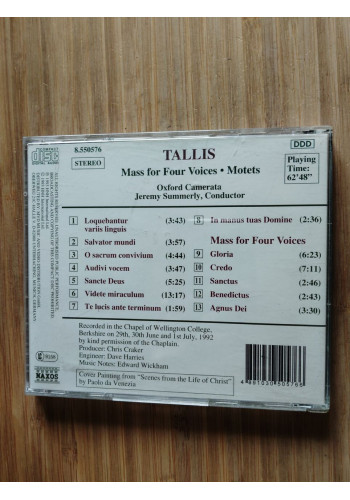 COMPACT
disc
DIGITAL AUDIO
8.550576
STEREO
TALLIS
Mass for Four Voices • Motets
Oxford Camerata
Jeremy Summerly, Conductor
DDD
Playing
Time:
62'48"
1 Loquebantur
variis linguis (3:43)
2 Salvator mundi (3:57)
3 O sacrum convivium (4:44)
4 Audivi vocem (3:47)
5 Sancte Deus (5:25)
6 Videte miraculum (13:17)
7 Te lucis ante terminum (1:59)
8 In manus tuas Domine (2:36)
Mass for Four Voices
9 Gloria (6:23)
10 Credo (7:11)
11 Sanctus (2:46)
12 Benedictus (2:43)
13 Agnus Dei (3:30)
Recorded in the Chapel of Wellington College,
Berkshire on 29th, 30th June and 1st July, 1992
by kind permission of the Chaplain.
Producer: Chris Craker
Engineer: Dave Harries
Music Notes: Edward Wickham
Cover Painting from "Scenes from the Life of Christ"
by Paolo da Venezia
NAXOS